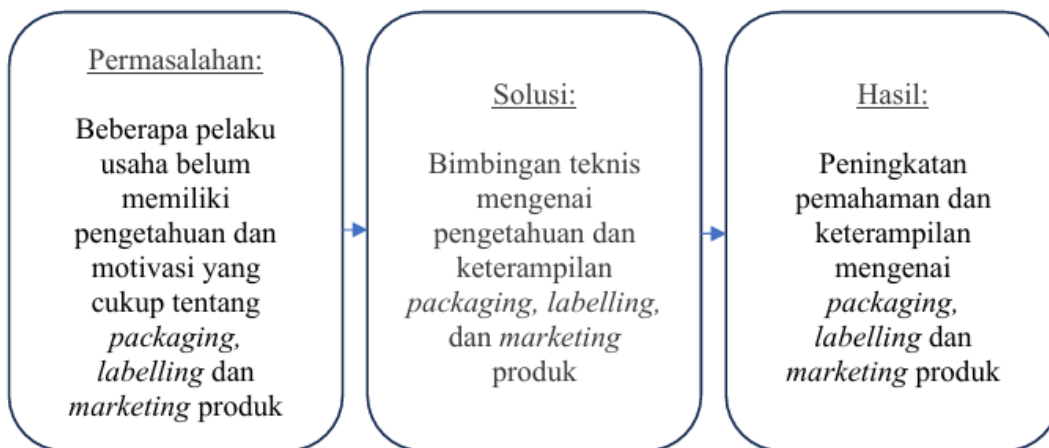 Permasalahan:
Beberapa pelaku
usaha belum
memiliki
pengetahuan dan
motivasi yang
cukup tentang
packaging,
labelling dan
marketing produk
Solusi:
Bimbingan teknis
mengenai
pengetahuan dan
keterampilan
packaging, labelling,
dan marketing
produk
Hasil:
Peningkatan
pemahaman dan
keterampilan
mengenai
packaging,
labelling dan
marketing produk